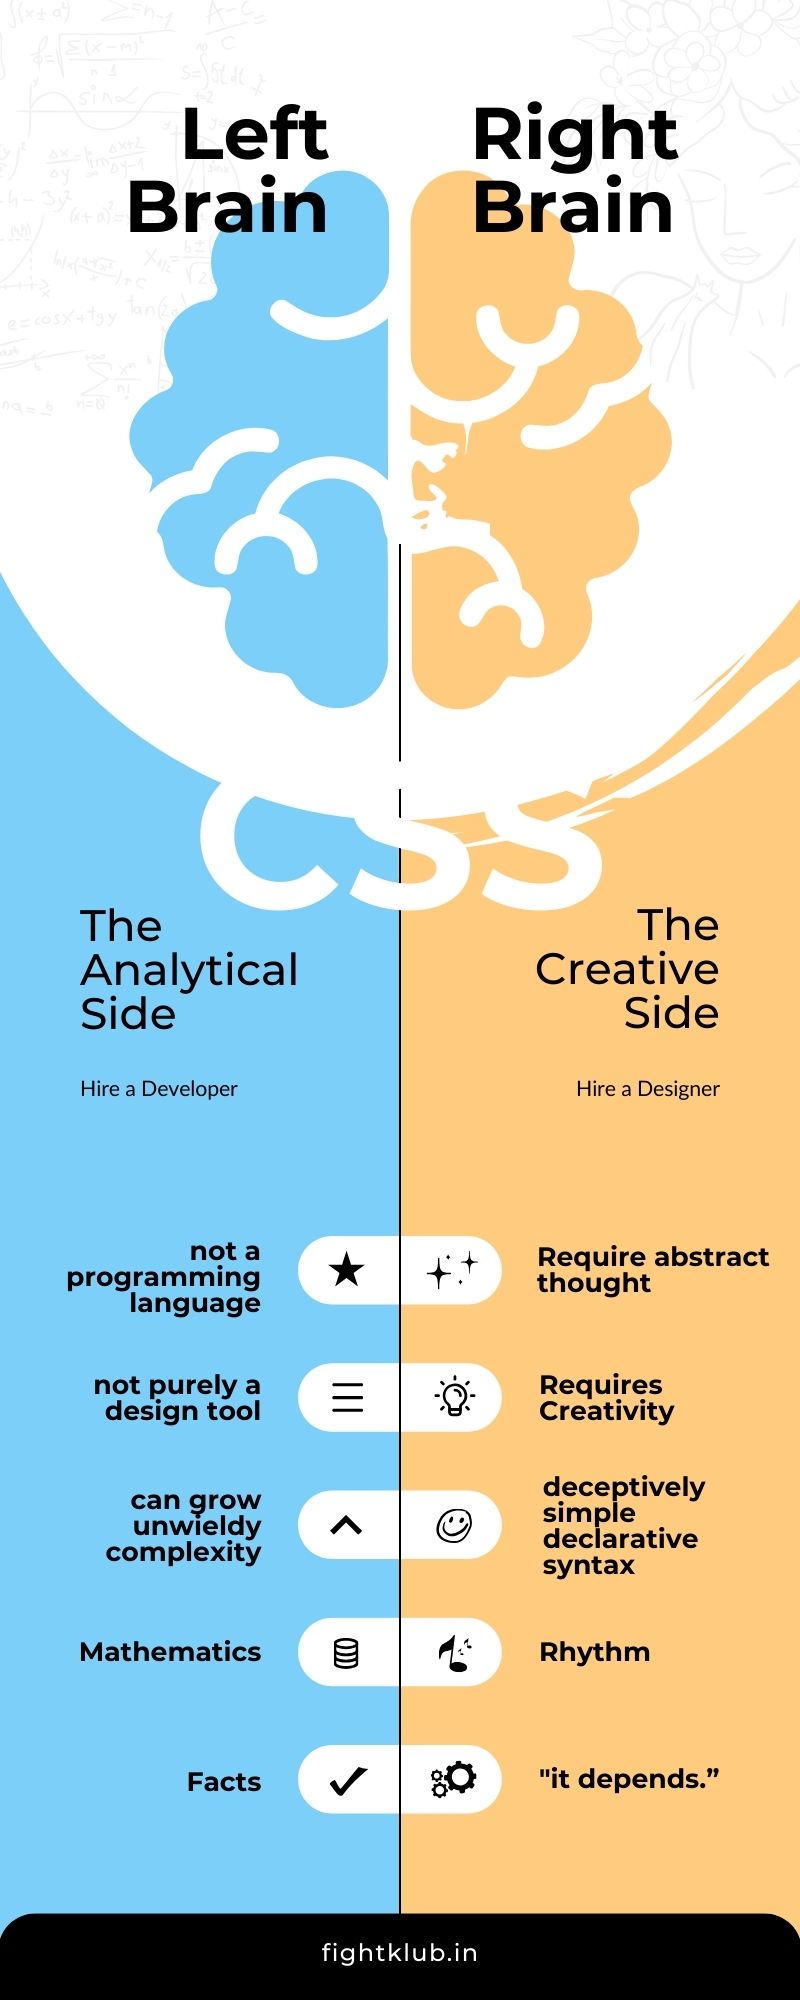 Left
Brain
Right
Brain
CSS
The
Analytical
Side
Hire a Developer
The
Creative
Side
Hire a Designer
not a
programming
language
Require abstract
thought
not purely a
design tool
Requires
Creativity
can grow
unwieldy
complexity
deceptively
simple
declarative
syntax
Mathematics
Rhythm
Facts
"it depends.”
fightklub.in